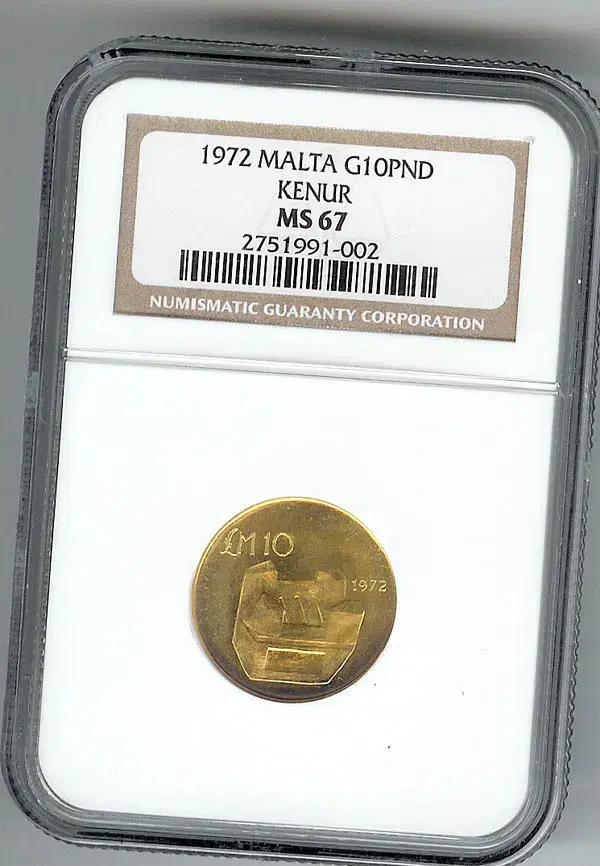 1972 MALTA G10PND
KENUR
MS 67
2751991-002
NUMISMATIC GUARANTY CORPORATION
£M10
1972